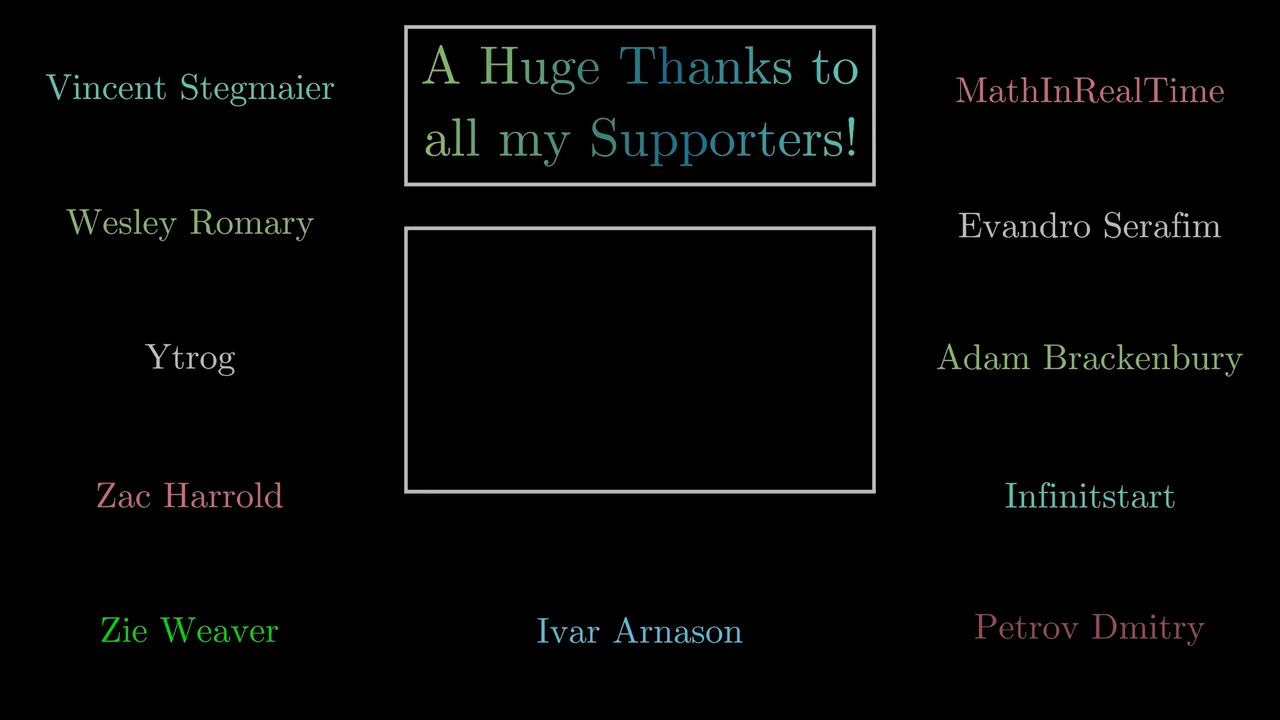 A Huge Thanks to
all my Supporters!
Vincent Stegmaier
MathInRealTime
Wesley Romary
Evandro Serafim
Ytrog
Adam Brackenbury
Zac Harrold
Infinitstart
Zie Weaver
Ivar Arnason
Petrov Dmitry